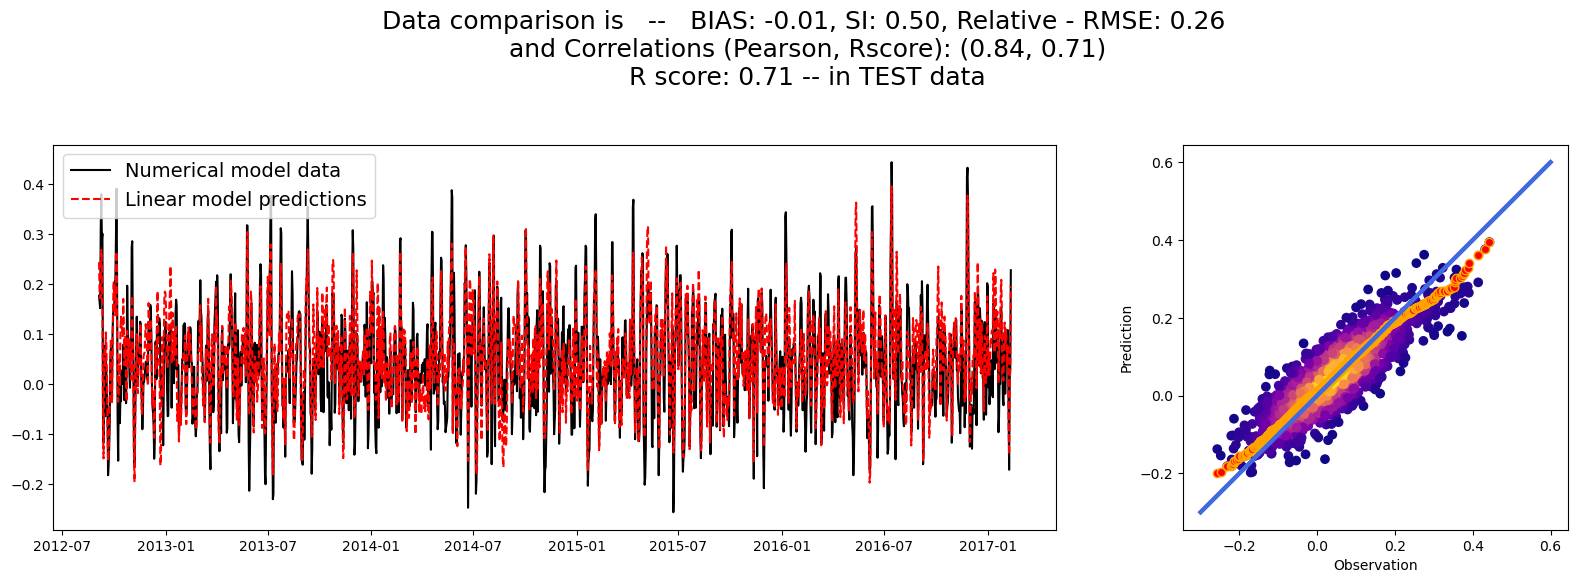 Data comparison is -- BIAS: -0.01, SI: 0.50, Relative - RMSE: 0.26
and Correlations (Pearson, Rscore): (0.84, 0.71)
R score: 0.71 -- in TEST data
Numerical model data
Linear model predictions
0.4
0.3
0.2
0.1
0.0
−0.1
−0.2
2012-07 2013-01 2013-07 2014-01 2014-07 2015-01 2015-07 2016-01 2016-07 2017-01
Prediction
0.6
0.4
0.2
0.0
−0.2
−0.2 0.0 0.2 0.4 0.6
Observation